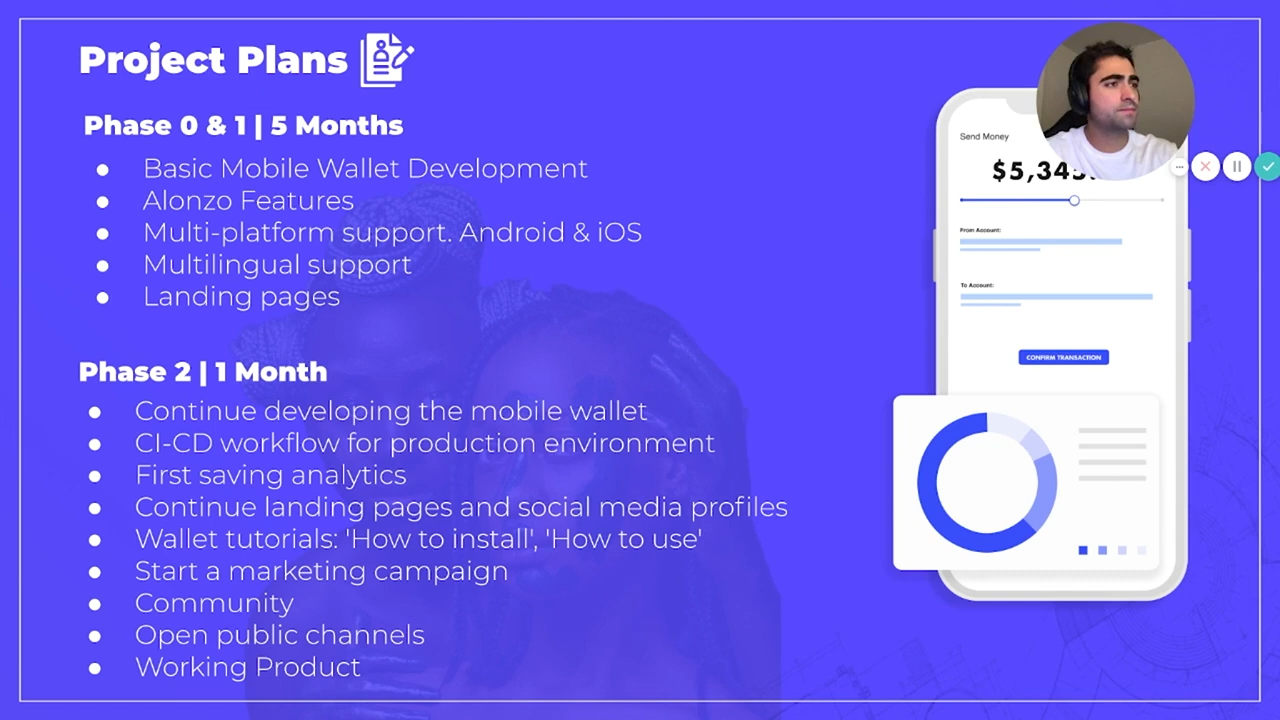 Project Plans
Phase 0 & 1 | 5 Months
● Basic Mobile Wallet Development
● Alonzo Features
● Multi-platform support. Android & iOS
● Multilingual support
● Landing pages
Phase 2 | 1 Month
● Continue developing the mobile wallet
● CI-CD workflow for production environment
● First saving analytics
● Continue landing pages and social media profiles
● Wallet tutorials: 'How to install', 'How to use'
● Start a marketing campaign
● Community
● Open public channels
● Working Product
Send Money
From Account:
To Account:
CONFIRM TRANSACTION